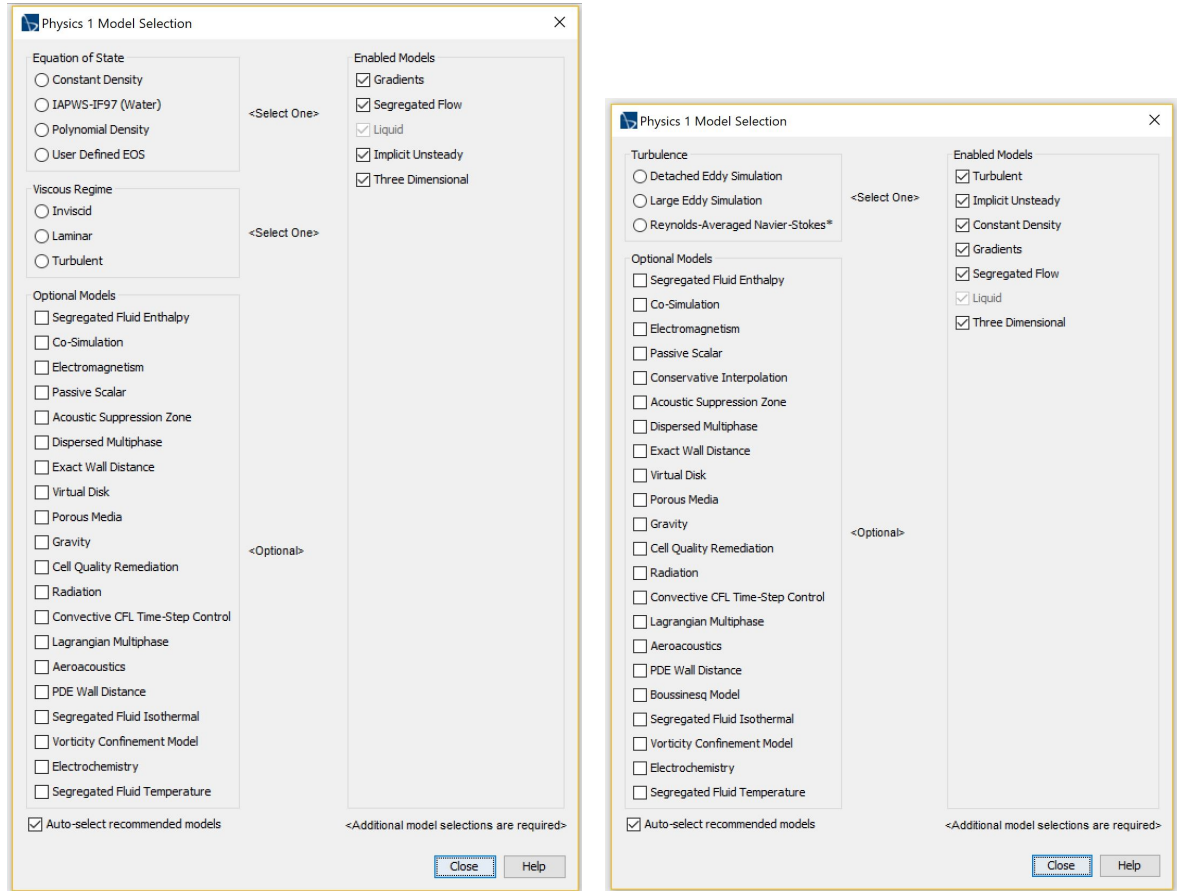 Physics 1 Model Selection
Equation of State
Constant Density
IAPWS-IF97 (Water)
Polynomial Density
User Defined EOS
<Select One>
Viscous Regime
Inviscid
Laminar
Turbulent
<Select One>
Optional Models
Segregated Fluid Enthalpy
Co-Simulation
Electromagnetism
Passive Scalar
Acoustic Suppression Zone
Dispersed Multiphase
Exact Wall Distance
Virtual Disk
Porous Media
Gravity
Cell Quality Remediation
Radiation
Convective CFL Time-Step Control
Lagrangian Multiphase
Aeroacoustics
PDE Wall Distance
Segregated Fluid Isothermal
Vorticity Confinement Model
Electrochemistry
Segregated Fluid Temperature
<Optional>
Enabled Models
Gradients
Segregated Flow
Liquid
Implicit Unsteady
Three Dimensional
Auto-select recommended models
<Additional model selections are required>
Close
Help
Physics 1 Model Selection
Turbulence
Detached Eddy Simulation
Large Eddy Simulation
Reynolds-Averaged Navier-Stokes*
<Select One>
Optional Models
Segregated Fluid Enthalpy
Co-Simulation
Electromagnetism
Passive Scalar
Conservative Interpolation
Acoustic Suppression Zone
Dispersed Multiphase
Exact Wall Distance
Virtual Disk
Porous Media
Gravity
Cell Quality Remediation
Radiation
Convective CFL Time-Step Control
Lagrangian Multiphase
Aeroacoustics
PDE Wall Distance
Boussinesq Model
Segregated Fluid Isothermal
Vorticity Confinement Model
Electrochemistry
Segregated Fluid Temperature
<Optional>
Enabled Models
Turbulent
Implicit Unsteady
Constant Density
Gradients
Segregated Flow
Liquid
Three Dimensional
Auto-select recommended models
<Additional model selections are required>
Close
Help